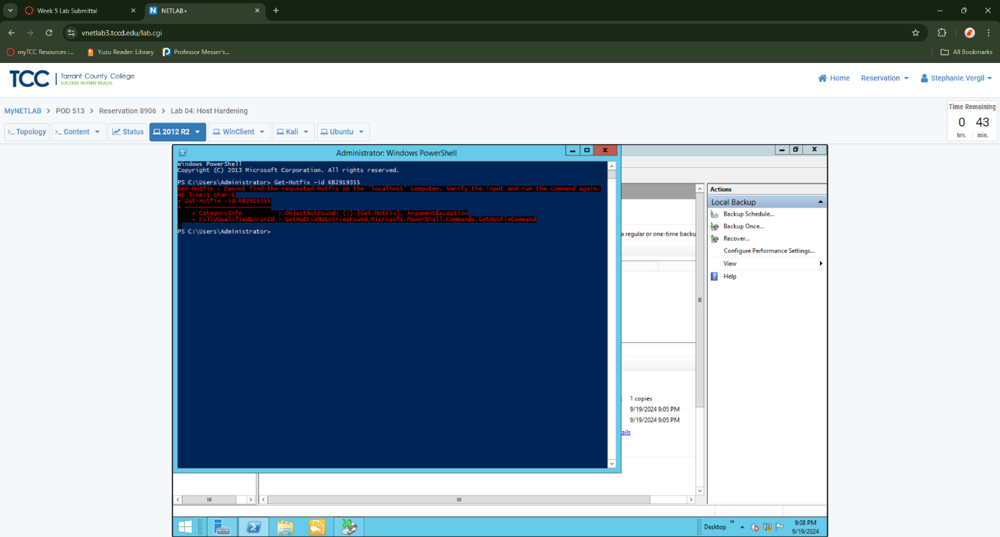 Week 5 Lab Submittal
NETLAB+
vnetlab3.tccd.edu/lab.cgi
myTCC Resources :...
Yuzu Reader: Library
Professor Messer's...
All Bookmarks
TCC
Tarrant County College
SUCCESS WITHIN REACH.
Home
Reservation
Stephanie.Vergil
MyNETLAB > POD 513 > Reservation 8906 > Lab 04: Host Hardening
Time Remaining
0 43
hrs. min.
>_ Topology
>_ Content
Status
2012 R2
WinClient
Kali
Ubuntu
Administrator: Windows PowerShell
Windows PowerShell
Copyright (C) 2013 Microsoft Corporation. All rights reserved.
PS C:\Users\Administrator> Get-Hotfix -id KB2919355
Get-Hotfix : Cannot find the requested hotfix on the 'localhost' computer. Verify the input and run the command again.
At line:1 char:1
+ Get-Hotfix -id KB2919355
+ ~~~~~~~~~~~~~~~~~~~~~~~~
+ CategoryInfo : ObjectNotFound: (:) [Get-HotFix], ArgumentException
+ FullyQualifiedErrorId : GetHotFixNoEntriesFound,Microsoft.PowerShell.Commands.GetHotFixCommand
PS C:\Users\Administrator>
a regular or one-time backu
1 copies
9/19/2024 9:05 PM
9/19/2024 9:05 PM
ails
Actions
Local Backup
Backup Schedule...
Backup Once...
Recover...
Configure Performance Settings...
View
Help
Desktop
9:08 PM
9/19/2024